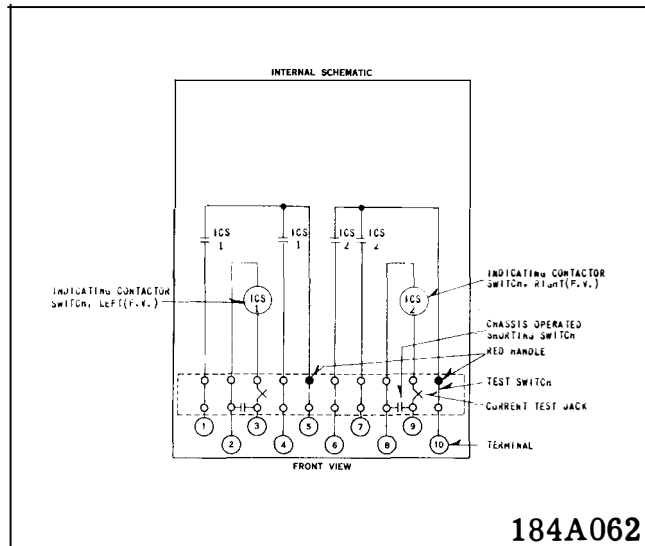 INTERNAL SCHEMATIC
ICS
1
ICS
1
ICS
2
ICS
2
INDICATING CONTACTOR
SWITCH, LEFT(F.V.)
ICS
1
ICS
2
INDICATING CONTACTOR
SWITCH, RIGHT(F.V.)
CHASSIS OPERATED
SHORTING SWITCH
RED HANDLE
TEST SWITCH
CURRENT TEST JACK
1
2
3
4
5
6
7
8
9
10
TERMINAL
FRONT VIEW
184A062